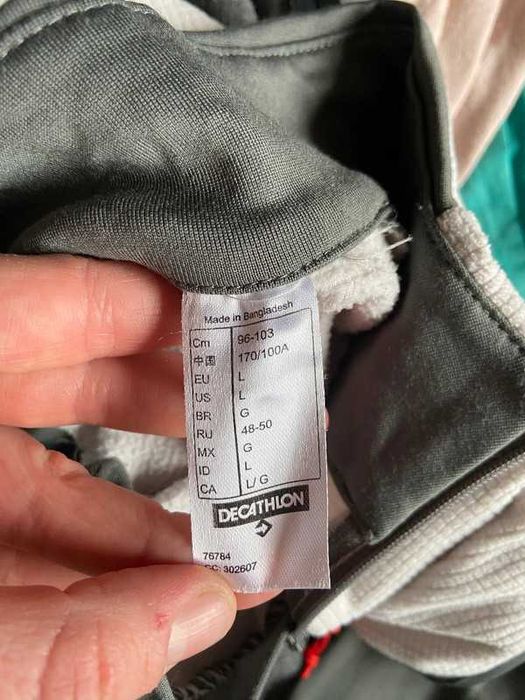 Made in Bangladesh
Cm 96-103
中国 170/100A
EU L
US L
BR G
RU 48-50
MX G
ID L
CA L/G
DECATHLON
76784
CC: 302607